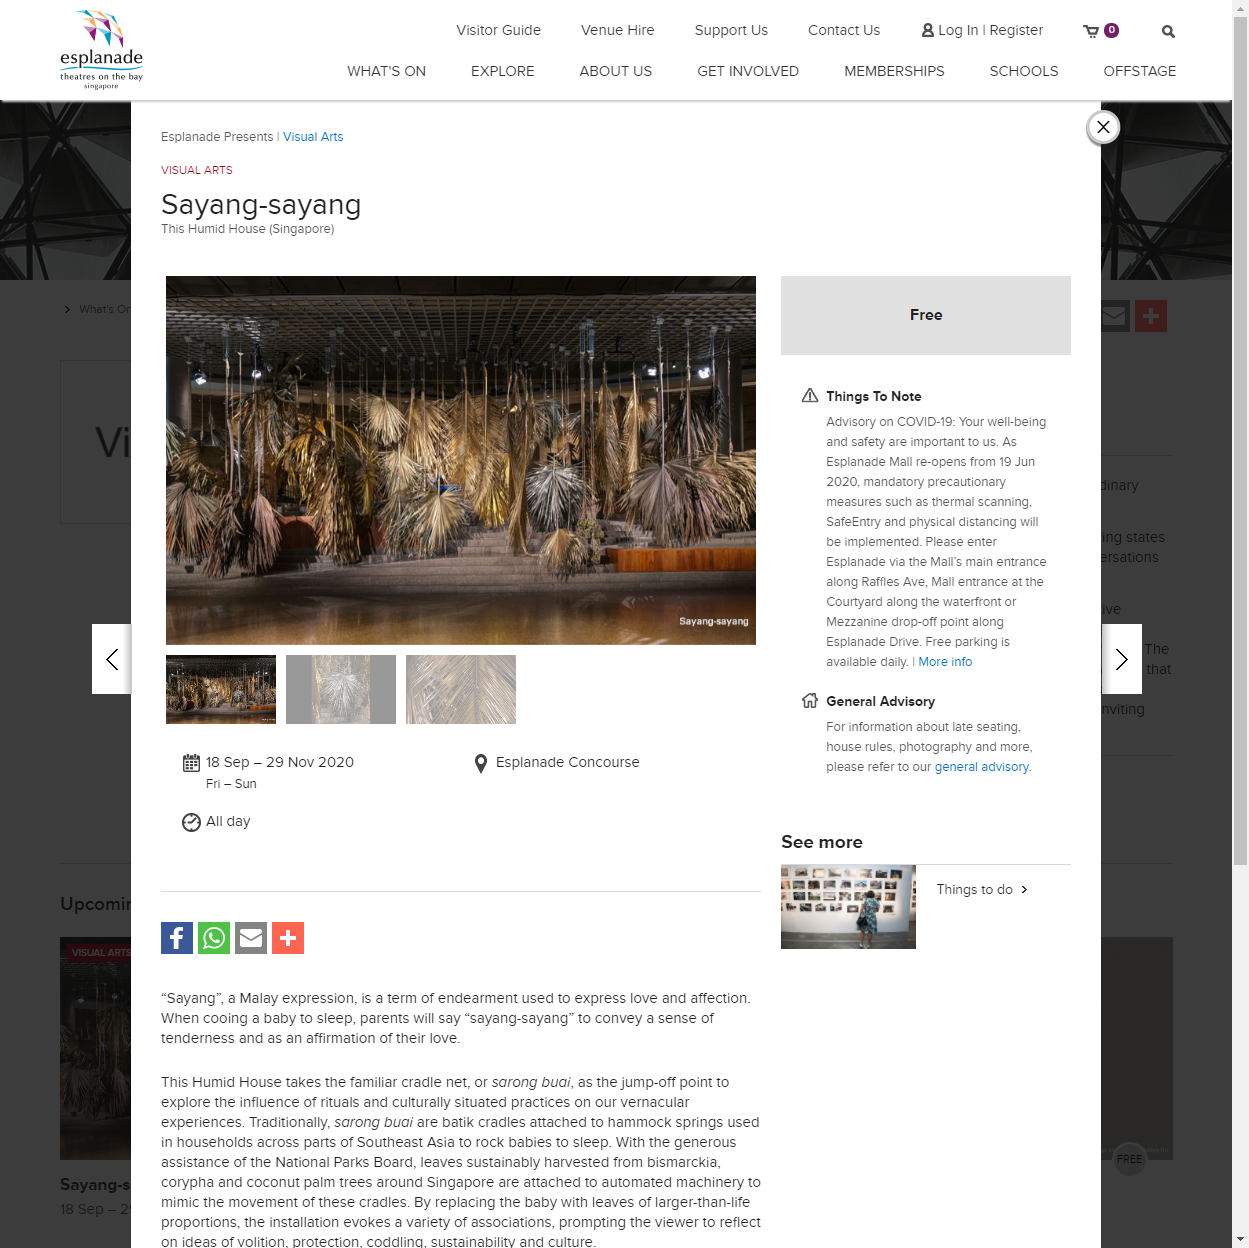 Visitor Guide
Venue Hire
Support Us
Contact Us
Log In | Register
0
esplanade
theatres on the bay
singapore
WHAT'S ON
EXPLORE
ABOUT US
GET INVOLVED
MEMBERSHIPS
SCHOOLS
OFFSTAGE
Esplanade Presents | Visual Arts
VISUAL ARTS
Sayang-sayang
This Humid House (Singapore)
What's On
Vi
Free
Sayang-sayang
Things To Note
Advisory on COVID-19: Your well-being
and safety are important to us. As
Esplanade Mall re-opens from 19 Jun
2020, mandatory precautionary
measures such as thermal scanning,
SafeEntry and physical distancing will
be implemented. Please enter
Esplanade via the Mall's main entrance
along Raffles Ave, Mall entrance at the
Courtyard along the waterfront or
Mezzanine drop-off point along
Esplanade Drive. Free parking is
available daily. | More info
dinary
ing states
ersations
ive
The
that
nviting
General Advisory
For information about late seating,
house rules, photography and more,
please refer to our general advisory.
18 Sep – 29 Nov 2020
Fri – Sun
Esplanade Concourse
All day
See more
Things to do
Upcomin
VISUAL ARTS
Sayang-s
18 Sep – 2
FREE
“Sayang”, a Malay expression, is a term of endearment used to express love and affection.
When cooing a baby to sleep, parents will say “sayang-sayang” to convey a sense of
tenderness and as an affirmation of their love.
This Humid House takes the familiar cradle net, or sarong buai, as the jump-off point to
explore the influence of rituals and culturally situated practices on our vernacular
experiences. Traditionally, sarong buai are batik cradles attached to hammock springs used
in households across parts of Southeast Asia to rock babies to sleep. With the generous
assistance of the National Parks Board, leaves sustainably harvested from bismarckia,
corypha and coconut palm trees around Singapore are attached to automated machinery to
mimic the movement of these cradles. By replacing the baby with leaves of larger-than-life
proportions, the installation evokes a variety of associations, prompting the viewer to reflect
on ideas of volition, protection, coddling, sustainability and culture.